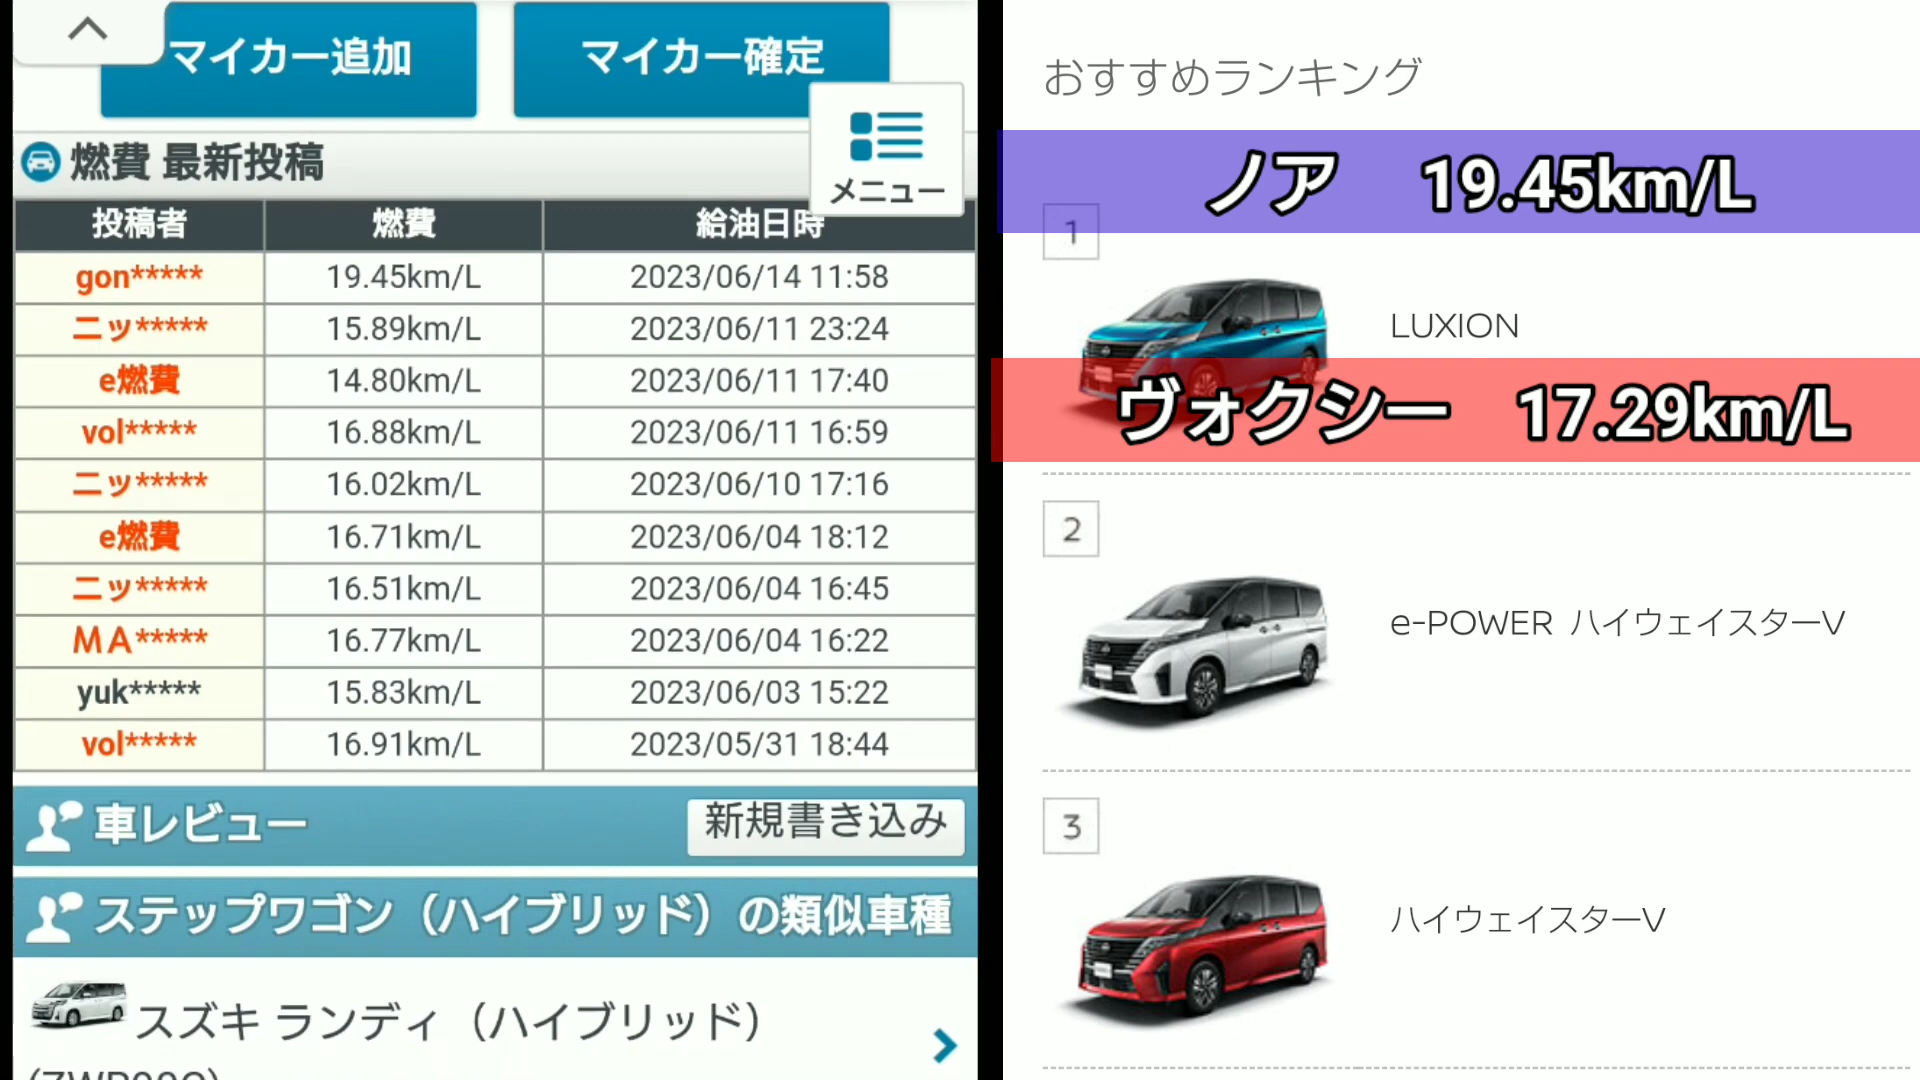 マイカー追加
マイカー確定
メニュー
燃費 最新投稿
投稿者 燃費 給油日時
gon***** 19.45km/L 2023/06/14 11:58
ニッ***** 15.89km/L 2023/06/11 23:24
e燃費 14.80km/L 2023/06/11 17:40
vol***** 16.88km/L 2023/06/11 16:59
ニッ***** 16.02km/L 2023/06/10 17:16
e燃費 16.71km/L 2023/06/04 18:12
ニッ***** 16.51km/L 2023/06/04 16:45
ＭＡ***** 16.77km/L 2023/06/04 16:22
yuk***** 15.83km/L 2023/06/03 15:22
vol***** 16.91km/L 2023/05/31 18:44
車レビュー
新規書き込み
ステップワゴン（ハイブリッド）の類似車種
スズキ ランディ（ハイブリッド）
おすすめランキング
ノア 19.45km/L
1
LUXION
ヴォクシー 17.29km/L
2
e-POWER ハイウェイスターV
3
ハイウェイスターV